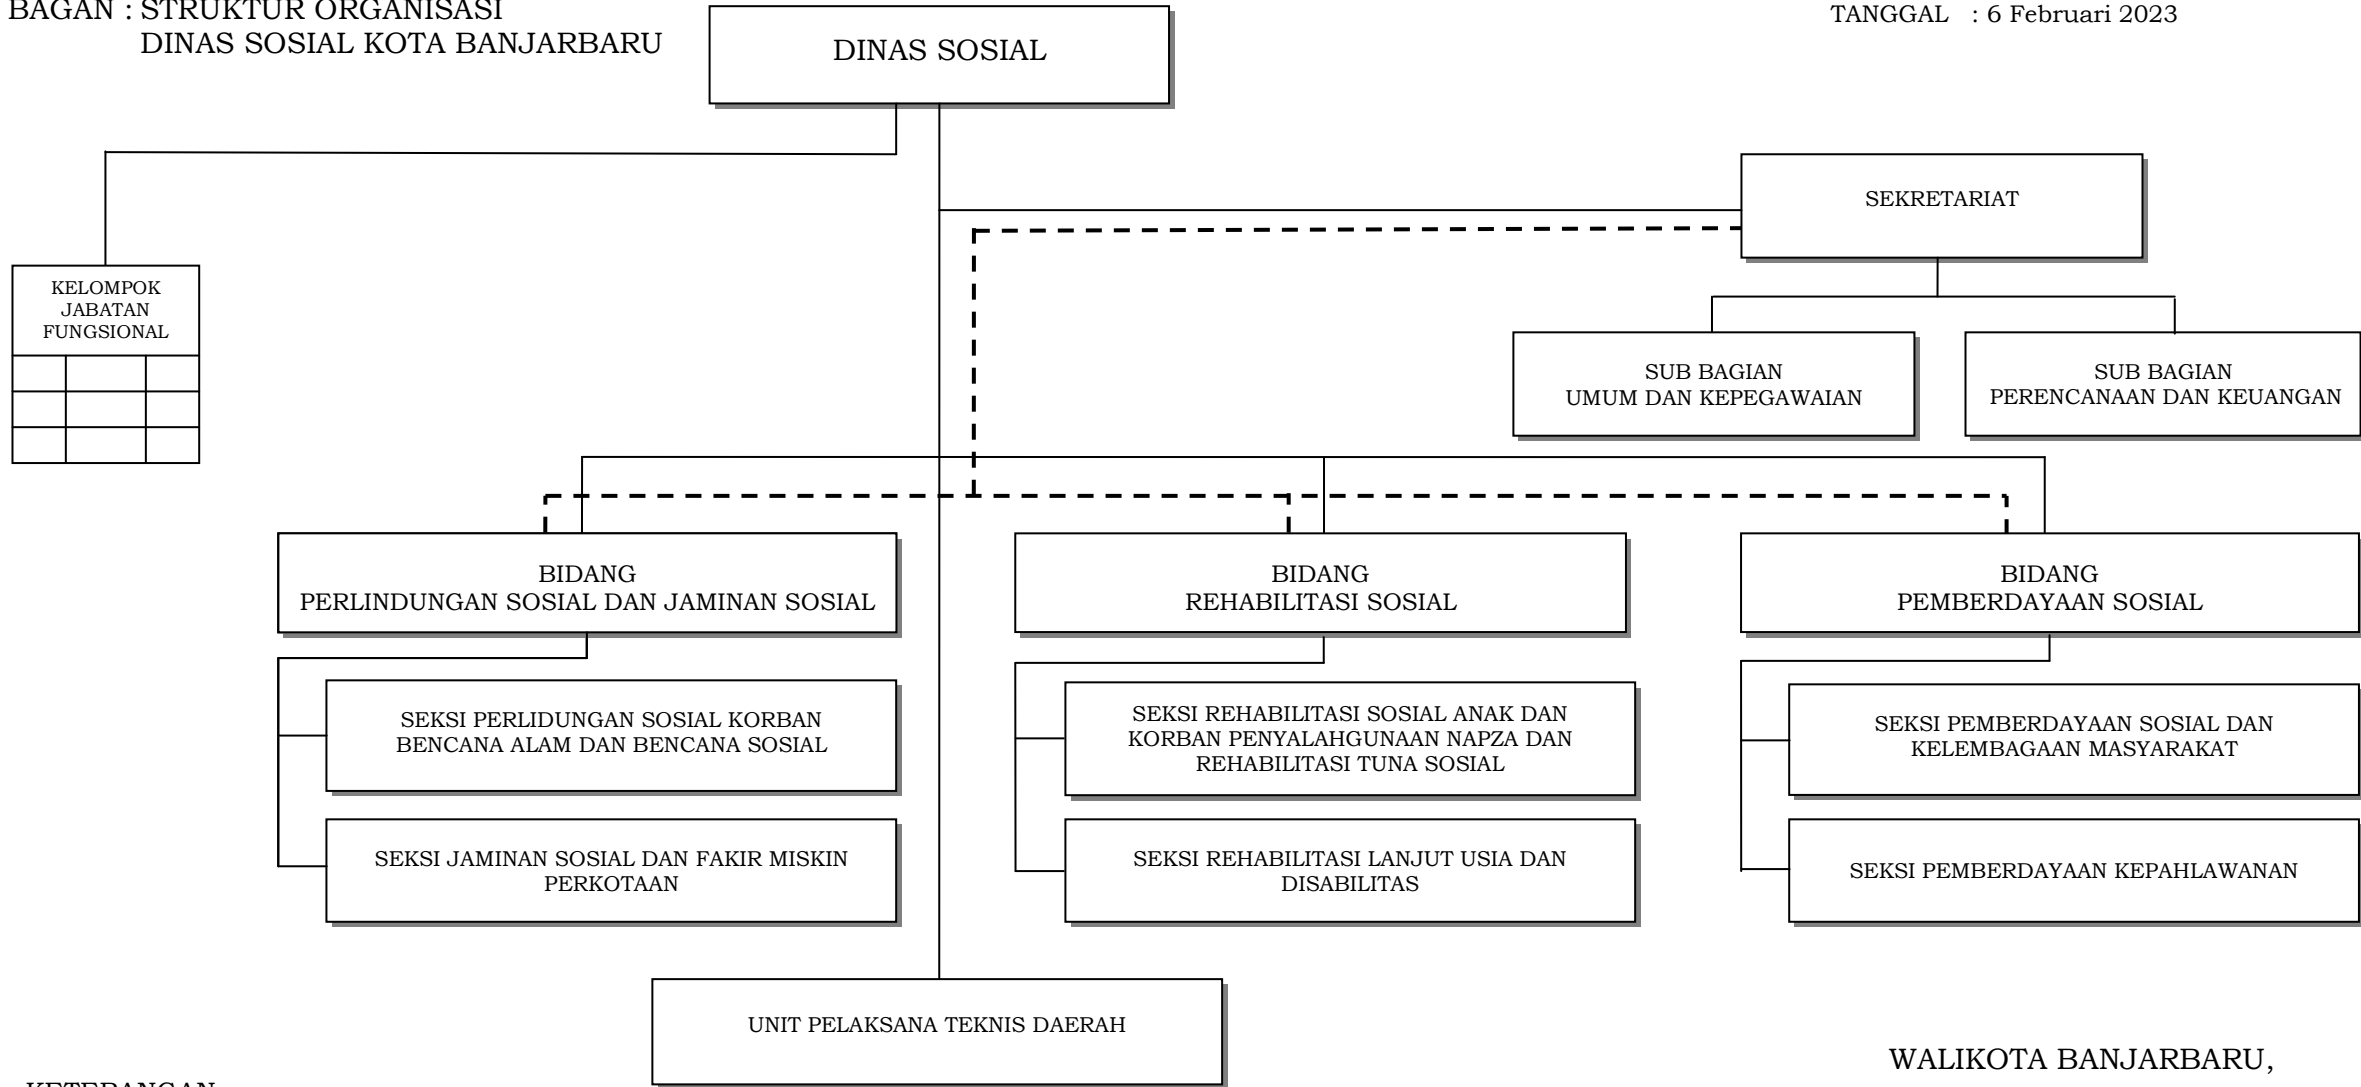 BAGAN : STRUKTUR ORGANISASI
DINAS SOSIAL KOTA BANJARBARU
TANGGAL : 6 Februari 2023
DINAS SOSIAL
SEKRETARIAT
KELOMPOK
JABATAN
FUNGSIONAL
SUB BAGIAN
UMUM DAN KEPEGAWAIAN
SUB BAGIAN
PERENCANAAN DAN KEUANGAN
BIDANG
PERLINDUNGAN SOSIAL DAN JAMINAN SOSIAL
BIDANG
REHABILITASI SOSIAL
BIDANG
PEMBERDAYAAN SOSIAL
SEKSI PERLIDUNGAN SOSIAL KORBAN
BENCANA ALAM DAN BENCANA SOSIAL
SEKSI REHABILITASI SOSIAL ANAK DAN
KORBAN PENYALAHGUNAAN NAPZA DAN
REHABILITASI TUNA SOSIAL
SEKSI PEMBERDAYAAN SOSIAL DAN
KELEMBAGAAN MASYARAKAT
SEKSI JAMINAN SOSIAL DAN FAKIR MISKIN
PERKOTAAN
SEKSI REHABILITASI LANJUT USIA DAN
DISABILITAS
SEKSI PEMBERDAYAAN KEPAHLAWANAN
UNIT PELAKSANA TEKNIS DAERAH
WALIKOTA BANJARBARU,
KETERANGAN